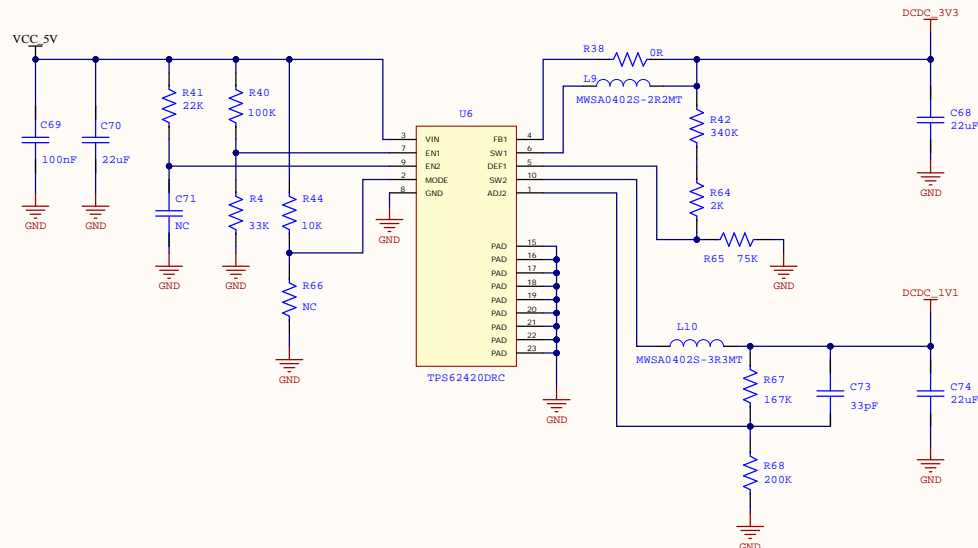 DCDC_3V3
VCC_5V
R38 0R
L9
MWSA0402S-2R2MT
R41
22K
R40
100K
C69
100nF
C70
22uF
U6
R42
340K
C68
22uF
3 VIN FB1 4
7 EN1 SW1 6
9 EN2 DEF1 5
2 MODE SW2 10
8 GND ADJ2 1
GND
GND
GND
C71
NC
R4
33K
R44
10K
R64
2K
GND
R65 75K
PAD 15
PAD 16
PAD 17
PAD 18
PAD 19
PAD 20
PAD 21
PAD 22
PAD 23
GND
GND
GND
R66
NC
DCDC_1V1
L10
MWSA0402S-3R3MT
GND
TPS62420DRC
R67
167K
C73
33pF
C74
22uF
GND
R68
200K
GND
GND